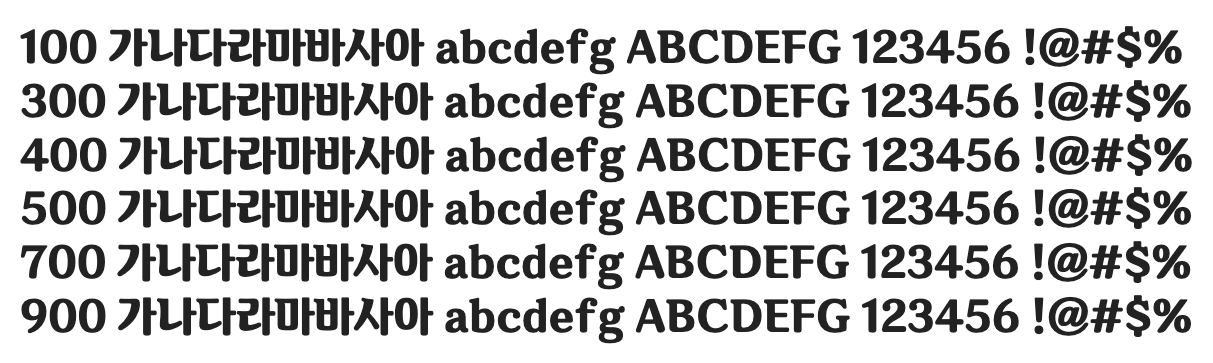 100 가나다라마바사아 abcdefg ABCDEFG 123456 !@#$%
300 가나다라마바사아 abcdefg ABCDEFG 123456 !@#$%
400 가나다라마바사아 abcdefg ABCDEFG 123456 !@#$%
500 가나다라마바사아 abcdefg ABCDEFG 123456 !@#$%
700 가나다라마바사아 abcdefg ABCDEFG 123456 !@#$%
900 가나다라마바사아 abcdefg ABCDEFG 123456 !@#$%